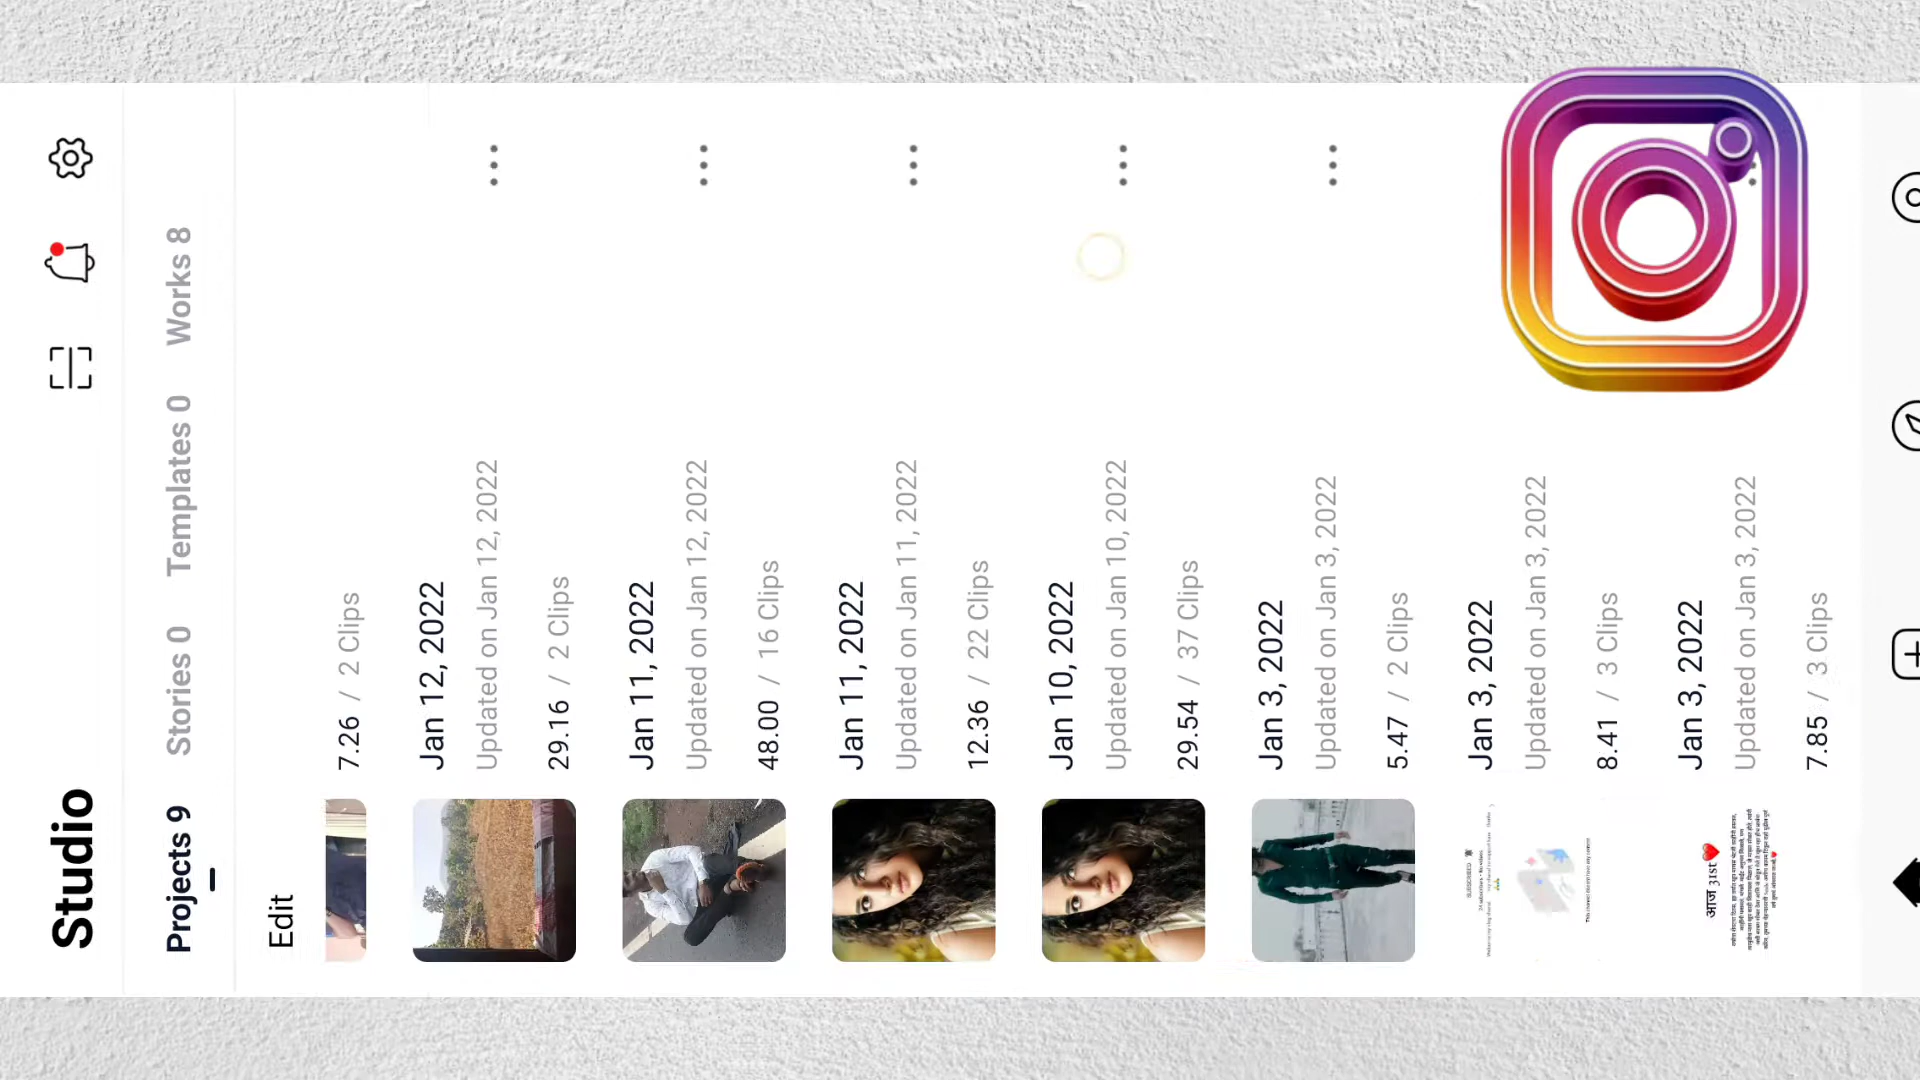 Studio
Projects 9
Stories 0
Templates 0
Works 8
Edit
7.26 / 2 Clips
Jan 12, 2022
Updated on Jan 12, 2022
29.16 / 2 Clips
Jan 11, 2022
Updated on Jan 12, 2022
48.00 / 16 Clips
Jan 11, 2022
Updated on Jan 11, 2022
12.36 / 22 Clips
Jan 10, 2022
Updated on Jan 10, 2022
29.54 / 37 Clips
Jan 3, 2022
Updated on Jan 3, 2022
5.47 / 2 Clips
Jan 3, 2022
Updated on Jan 3, 2022
8.41 / 3 Clips
Jan 3, 2022
Updated on Jan 3, 2022
7.85 / 3 Clips
SUBSCRIBED
आज 31st